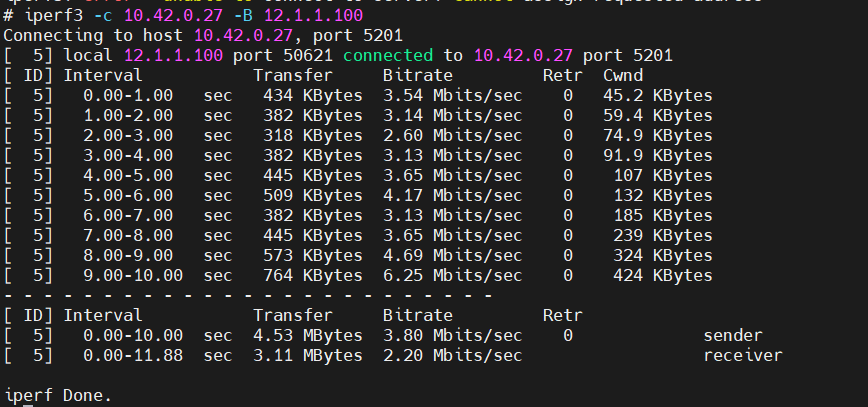 # iperf3 -c 10.42.0.27 -B 12.1.1.100
Connecting to host 10.42.0.27, port 5201
[  5] local 12.1.1.100 port 50621 connected to 10.42.0.27 port 5201
[ ID] Interval           Transfer     Bitrate         Retr  Cwnd
[  5]   0.00-1.00   sec   434 KBytes  3.54 Mbits/sec    0   45.2 KBytes
[  5]   1.00-2.00   sec   382 KBytes  3.14 Mbits/sec    0   59.4 KBytes
[  5]   2.00-3.00   sec   318 KBytes  2.60 Mbits/sec    0   74.9 KBytes
[  5]   3.00-4.00   sec   382 KBytes  3.13 Mbits/sec    0   91.9 KBytes
[  5]   4.00-5.00   sec   445 KBytes  3.65 Mbits/sec    0    107 KBytes
[  5]   5.00-6.00   sec   509 KBytes  4.17 Mbits/sec    0    132 KBytes
[  5]   6.00-7.00   sec   382 KBytes  3.13 Mbits/sec    0    185 KBytes
[  5]   7.00-8.00   sec   445 KBytes  3.65 Mbits/sec    0    239 KBytes
[  5]   8.00-9.00   sec   573 KBytes  4.69 Mbits/sec    0    324 KBytes
[  5]   9.00-10.00  sec   764 KBytes  6.25 Mbits/sec    0    424 KBytes
- - - - - - - - - - - - - - - - - - - - - - - - -
[ ID] Interval           Transfer     Bitrate         Retr
[  5]   0.00-10.00  sec  4.53 MBytes  3.80 Mbits/sec    0             sender
[  5]   0.00-11.88  sec  3.11 MBytes  2.20 Mbits/sec                  receiver
iperf Done.